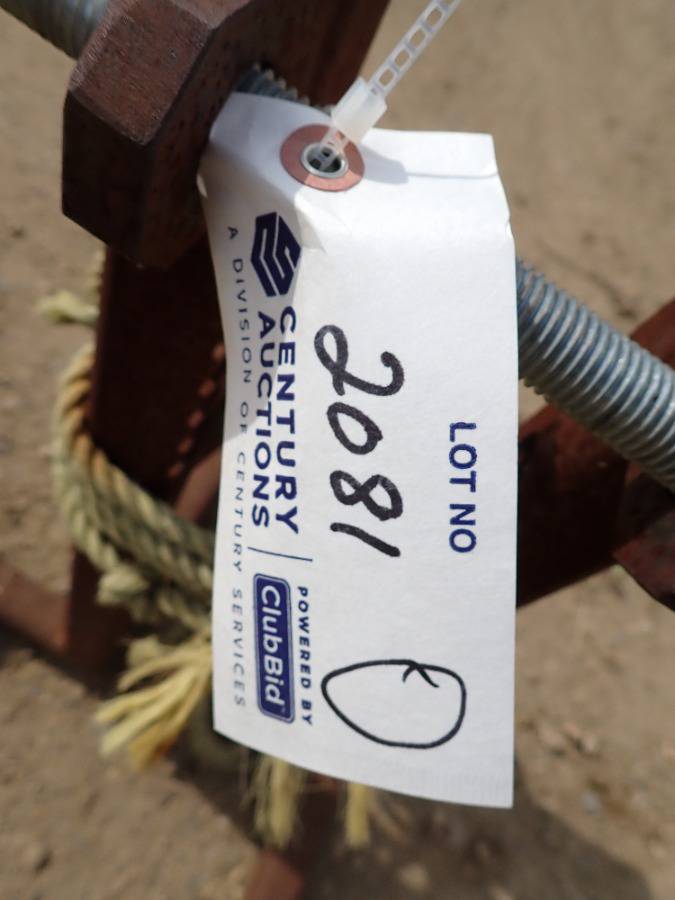 LOT NO
2081
CENTURY
AUCTIONS
A DIVISION OF CENTURY SERVICES
POWERED BY
ClubBid